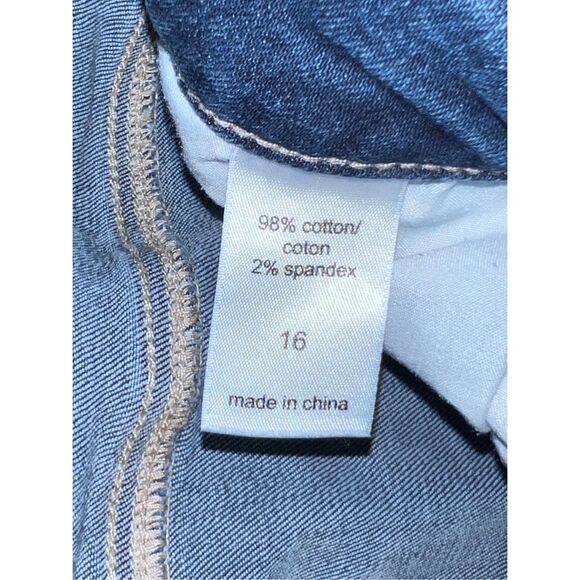 98% cotton/
coton
2% spandex
16
made in china